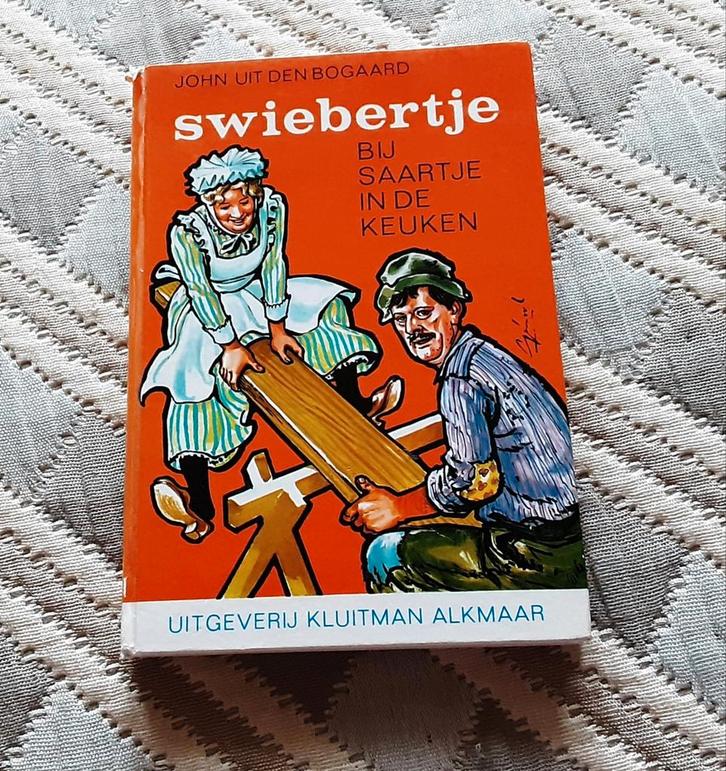 JOHN UIT DEN BOGAARD
swiebertje
BIJ
SAARTJE
IN DE
KEUKEN
UITGEVERIJ KLUITMAN ALKMAAR